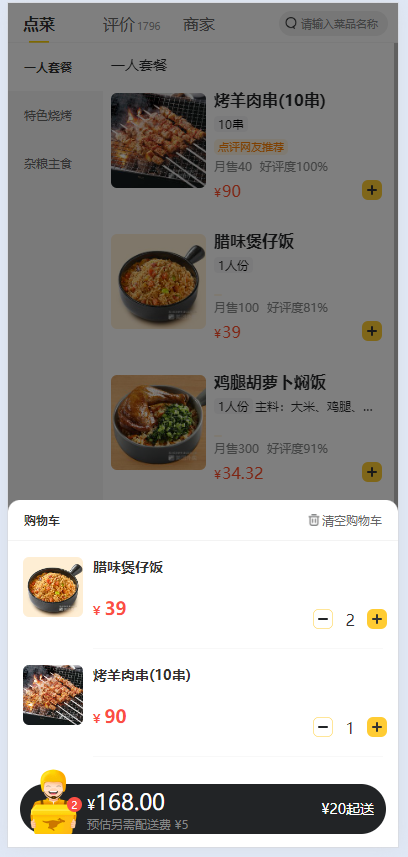 点菜 评价1796 商家 请输入菜品名称
一人套餐
特色烧烤
杂粮主食
一人套餐
烤羊肉串(10串)
10串
点评网友推荐
月售40 好评度100%
¥90
腊味煲仔饭
1人份
月售100 好评度81%
¥39
鸡腿胡萝卜焖饭
1人份 主料：大米、鸡腿、...
月售300 好评度91%
¥34.32
购物车 清空购物车
腊味煲仔饭
¥ 39
2
烤羊肉串(10串)
¥ 90
1
2
¥168.00
预估另需配送费 ¥5
¥20起送